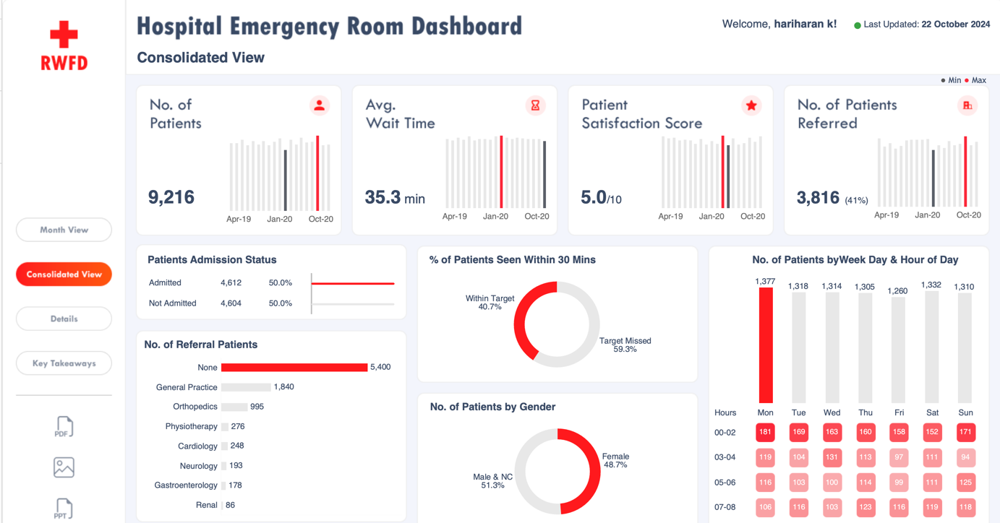 RWFD
Hospital Emergency Room Dashboard
Welcome, hariharan k!
Last Updated: 22 October 2024
Consolidated View
Min Max
Month View
Consolidated View
Details
Key Takeaways
PDF
PPT
No. of
Patients
9,216
Apr-19 Jan-20 Oct-20
Avg.
Wait Time
35.3 min
Apr-19 Jan-20 Oct-20
Patient
Satisfaction Score
5.0/10
Apr-19 Jan-20 Oct-20
No. of Patients
Referred
3,816 (41%)
Apr-19 Jan-20 Oct-20
Patients Admission Status
Admitted 4,612 50.0%
Not Admitted 4,604 50.0%
No. of Referral Patients
None 5,400
General Practice 1,840
Orthopedics 995
Physiotherapy 276
Cardiology 248
Neurology 193
Gastroenterology 178
Renal 86
% of Patients Seen Within 30 Mins
Within Target
40.7%
Target Missed
59.3%
No. of Patients by Gender
Female
48.7%
Male & NC
51.3%
No. of Patients byWeek Day & Hour of Day
1,377 1,318 1,314 1,305 1,260 1,332 1,310
Hours Mon Tue Wed Thu Fri Sat Sun
00-02 181 169 163 160 158 152 171
03-04 119 104 131 113 97 111 94
05-06 116 103 100 114 99 111 125
07-08 106 116 103 123 116 119 118